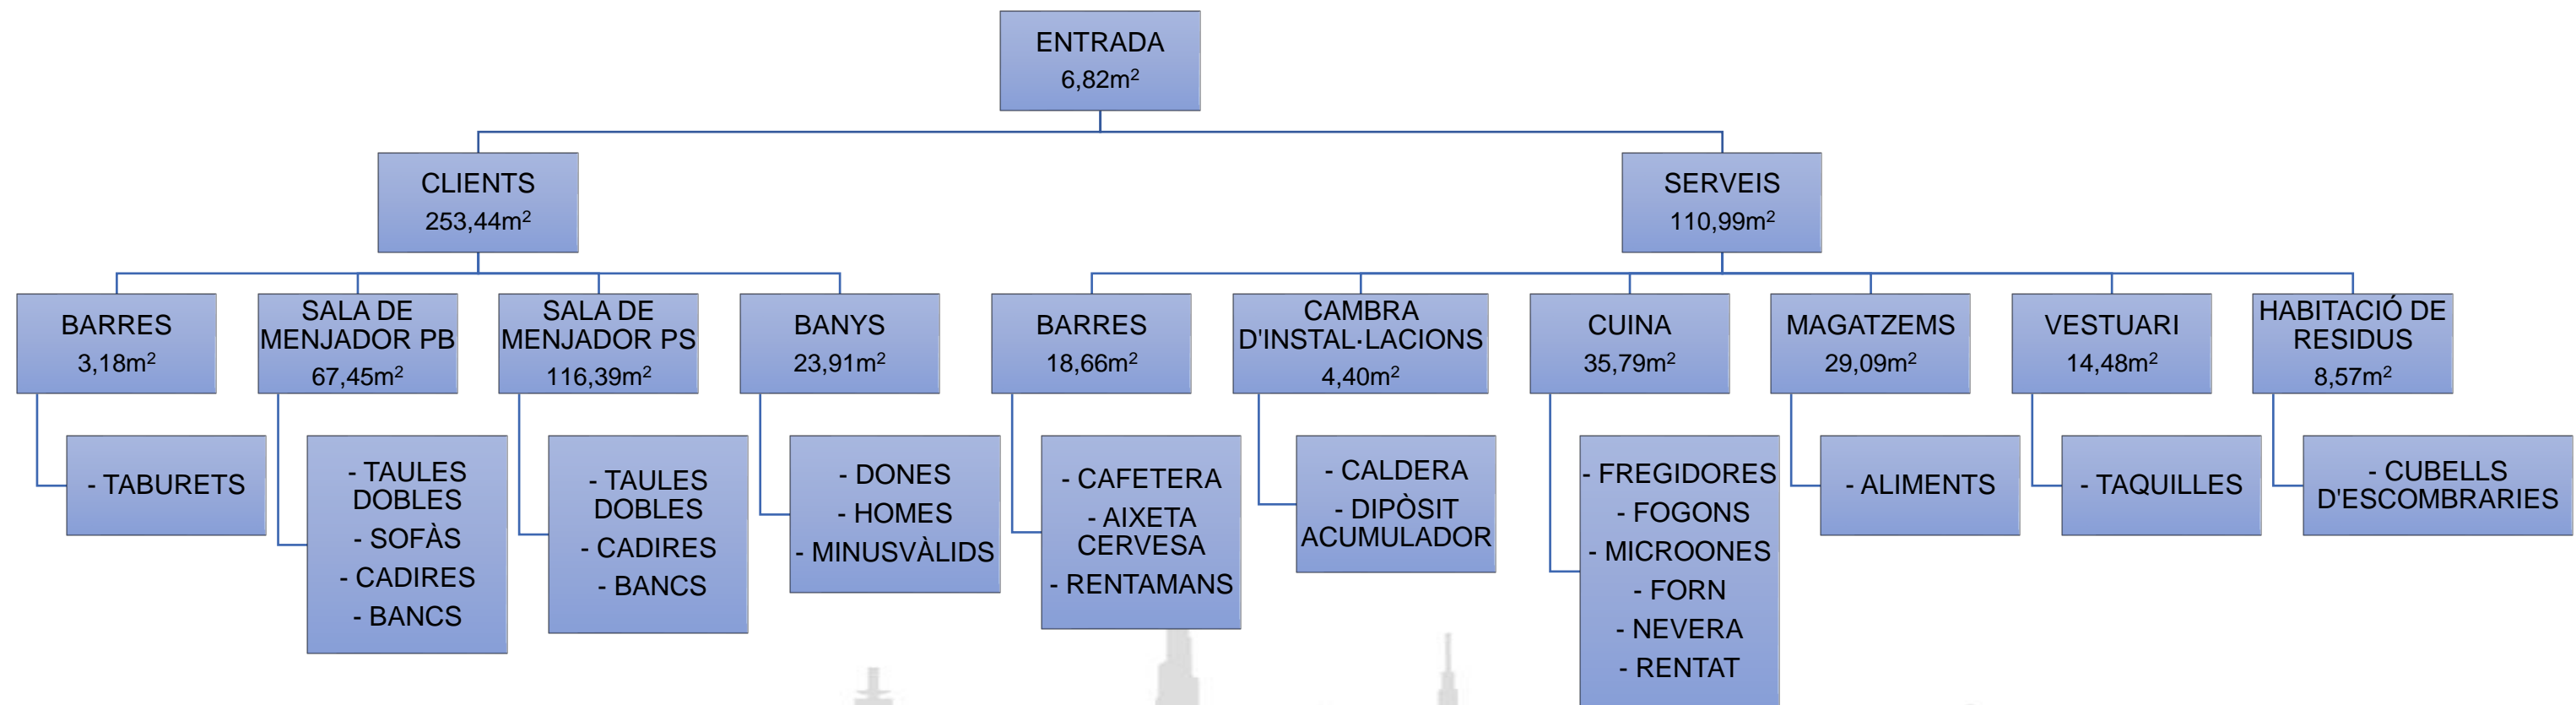 ENTRADA
6,82m²
CLIENTS
253,44m²
SERVEIS
110,99m²
BARRES
3,18m²
SALA DE
MENJADOR PB
67,45m²
SALA DE
MENJADOR PS
116,39m²
BANYS
23,91m²
BARRES
18,66m²
CAMBRA
D'INSTAL·LACIONS
4,40m²
CUINA
35,79m²
MAGATZEMS
29,09m²
VESTUARI
14,48m²
HABITACIÓ DE
RESIDUS
8,57m²
- TABURETS
- TAULES
DOBLES
- SOFÀS
- CADIRES
- BANCS
- TAULES
DOBLES
- CADIRES
- BANCS
- DONES
- HOMES
- MINUSVÀLIDS
- CAFETERA
- AIXETA
CERVESA
- RENTAMANS
- CALDERA
- DIPÒSIT
ACUMULADOR
- FREGIDORES
- FOGONS
- MICROONES
- FORN
- NEVERA
- RENTAT
- ALIMENTS
- TAQUILLES
- CUBELLS
D'ESCOMBRARIES